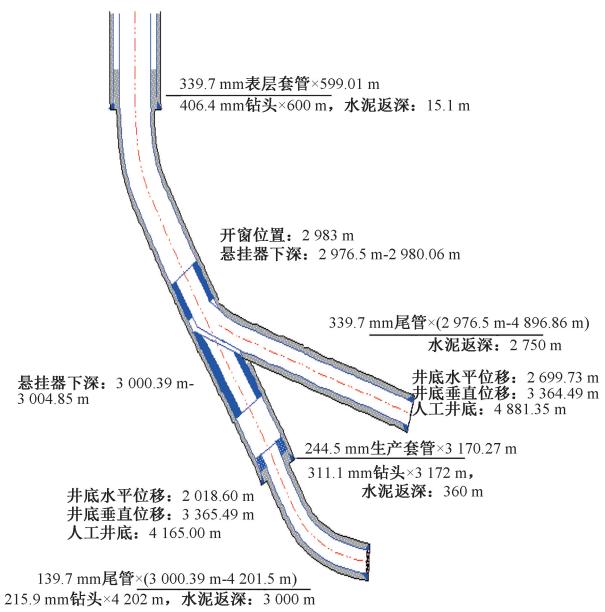 339.7 mm表层套管×599.01 m
406.4 mm钻头×600 m，水泥返深：15.1 m
开窗位置：2 983 m
悬挂器下深：2 976.5 m-2 980.06 m
339.7 mm尾管×(2 976.5 m-4 896.86 m)
水泥返深：2 750 m
井底水平位移：2 699.73 m
井底垂直位移：3 364.49 m
人工井底：4 881.35 m
悬挂器下深：3 000.39 m-
3 004.85 m
244.5 mm生产套管×3 170.27 m
311.1 mm钻头×3 172 m，
水泥返深：360 m
井底水平位移：2 018.60 m
井底垂直位移：3 365.49 m
人工井底：4 165.00 m
139.7 mm尾管×(3 000.39 m-4 201.5 m)
215.9 mm钻头×4 202 m，水泥返深：3 000 m